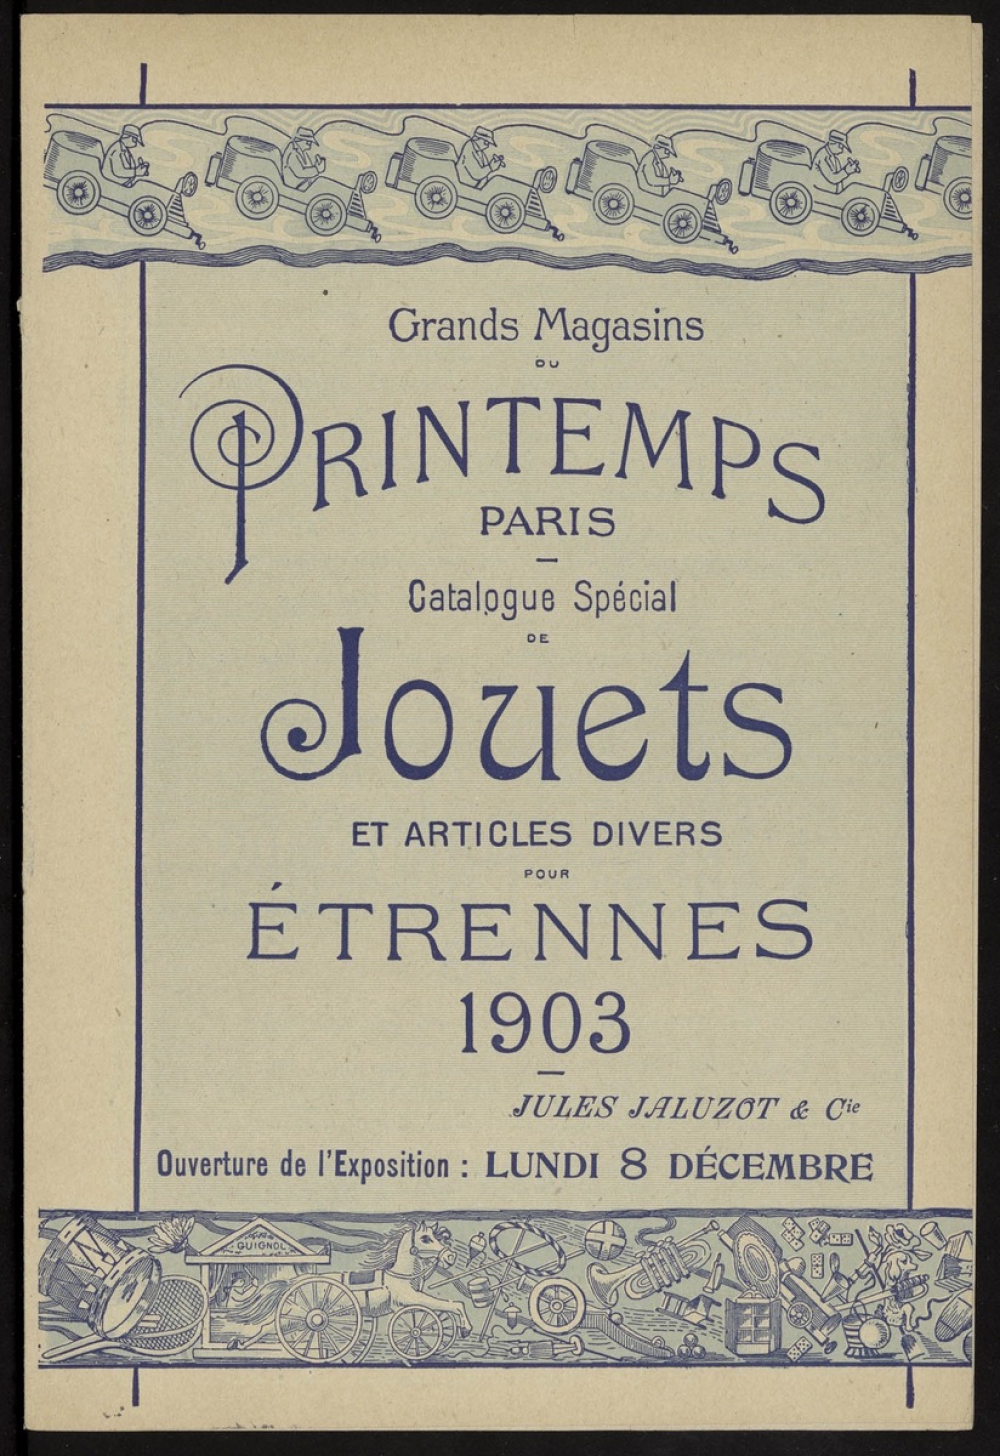 Grands Magasins
DU
PRINTEMPS
PARIS
—
Catalogue Spécial
DE
Jouets
ET ARTICLES DIVERS
POUR
ÉTRENNES
1903
—
JULES JALUZOT & Cie
Ouverture de l'Exposition : LUNDI 8 DÉCEMBRE
GUIGNOL